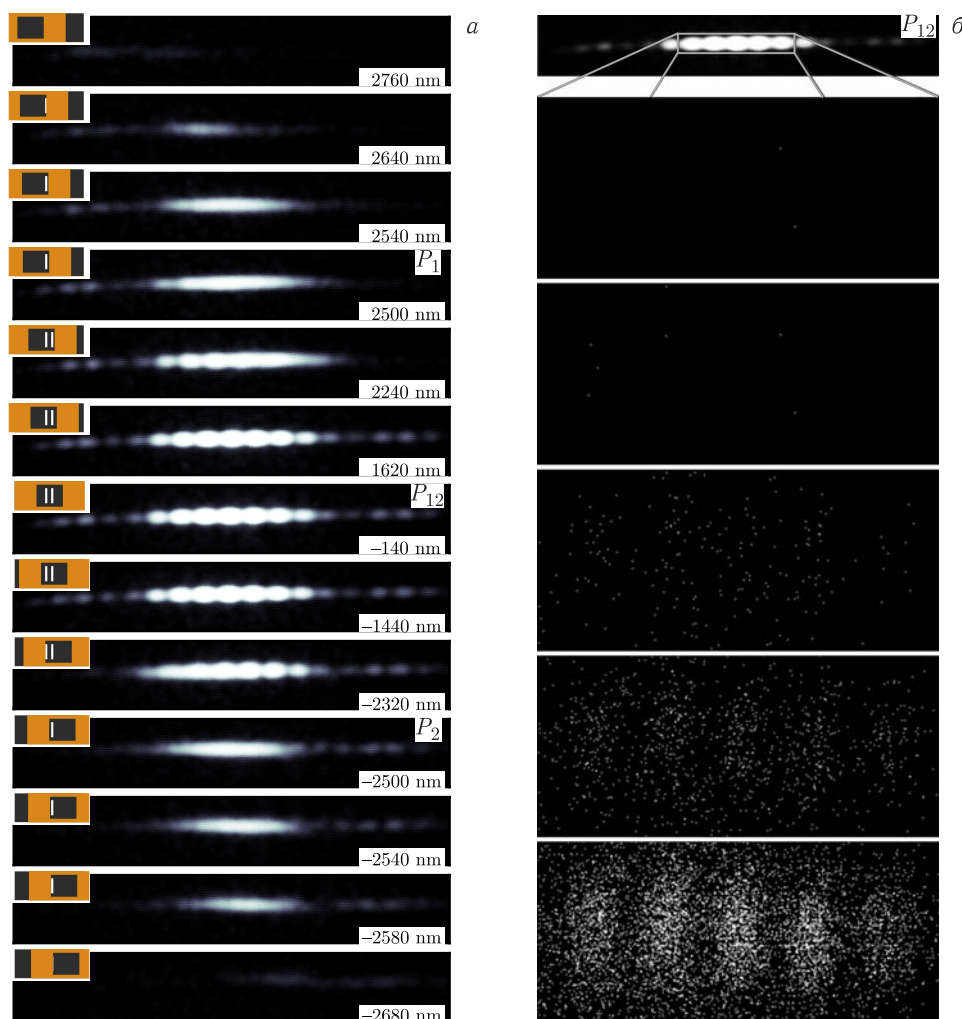 а
2760 nm
2640 nm
2540 nm
P₁
2500 nm
2240 nm
1620 nm
P₁₂
−140 nm
−1440 nm
−2320 nm
P₂
−2500 nm
−2540 nm
−2580 nm
−2680 nm
P₁₂
б